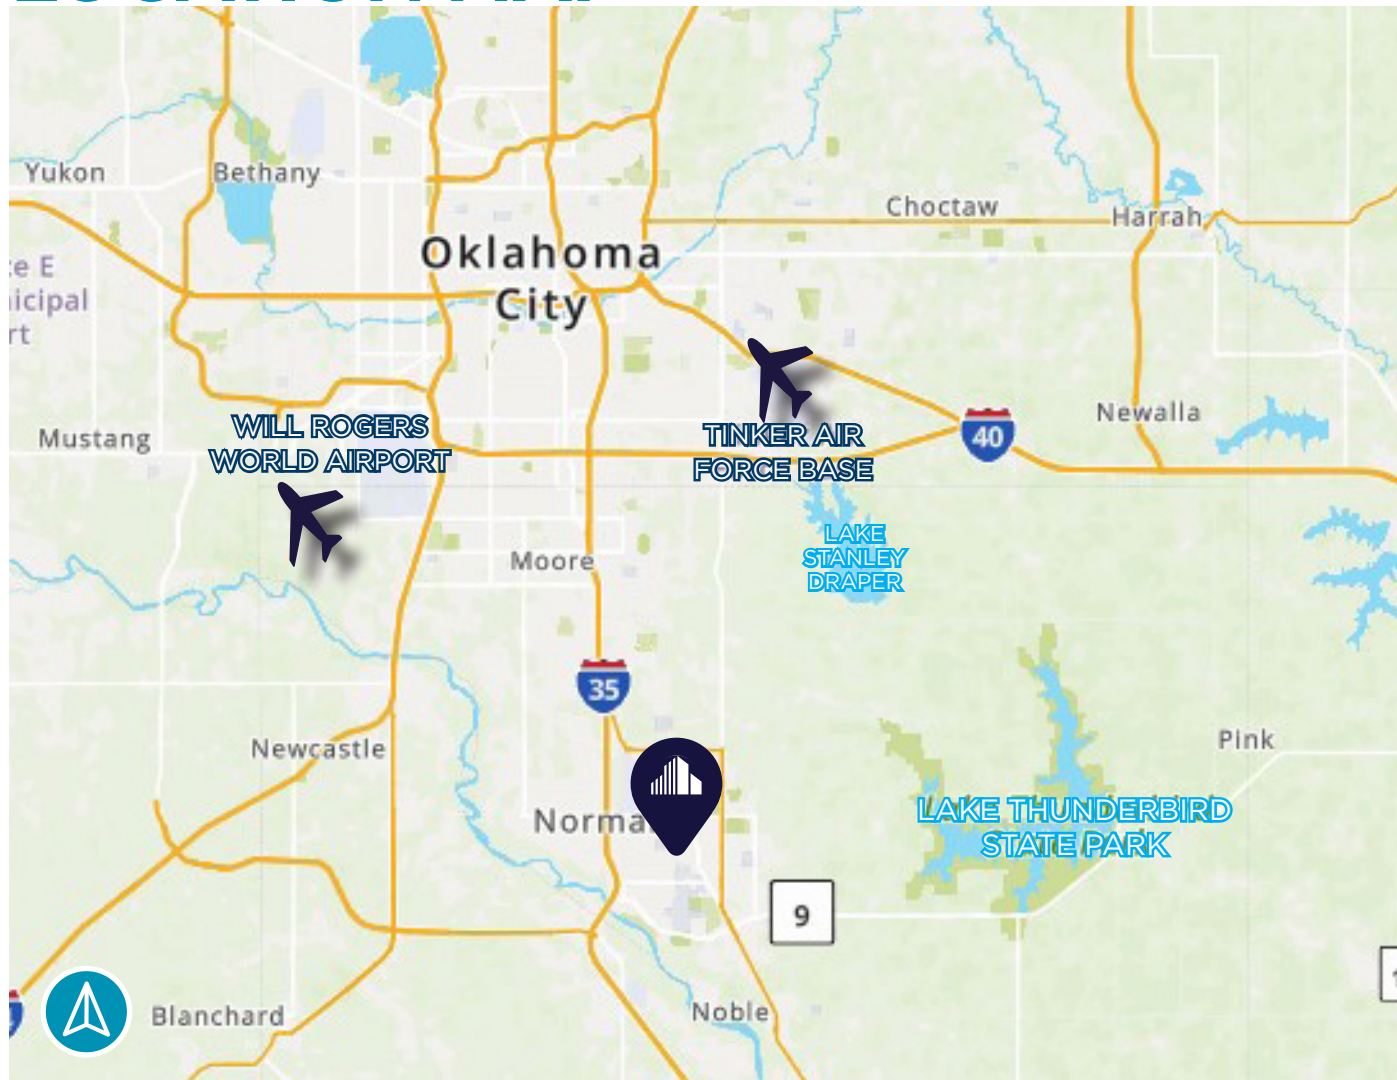 Yukon
Bethany
Choctaw
Harrah
Oklahoma
City
Newalla
Mustang
WILL ROGERS
WORLD AIRPORT
TINKER AIR
FORCE BASE
40
LAKE
STANLEY
DRAPER
Moore
35
Newcastle
Pink
LAKE THUNDERBIRD
STATE PARK
9
Blanchard
Noble